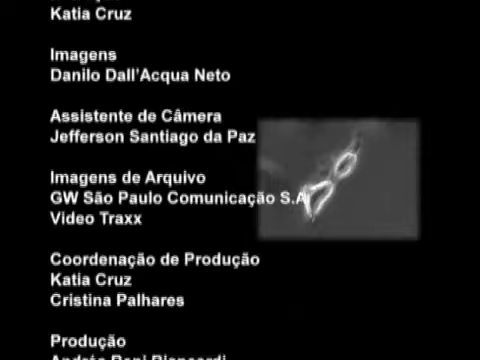 Katia Cruz
Imagens
Danilo Dall'Acqua Neto
Assistente de Câmera
Jefferson Santiago da Paz
Imagens de Arquivo
GW São Paulo Comunicação S.A
Video Traxx
Coordenação de Produção
Katia Cruz
Cristina Palhares
Produção